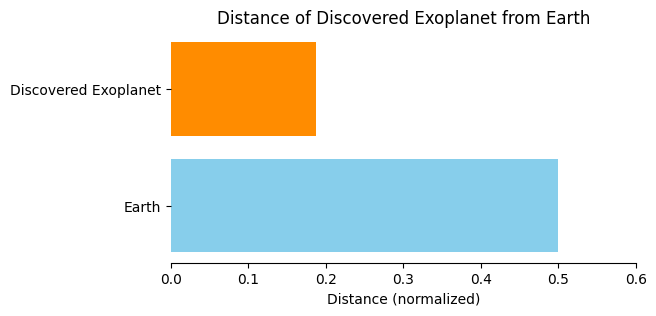 Distance of Discovered Exoplanet from Earth
Discovered Exoplanet
Earth
0.0 0.1 0.2 0.3 0.4 0.5 0.6
Distance (normalized)